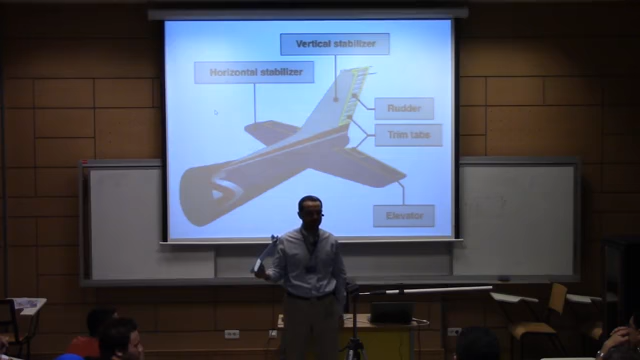 Vertical stabilizer
Horizontal stabilizer
Rudder
Trim tabs
Elevator